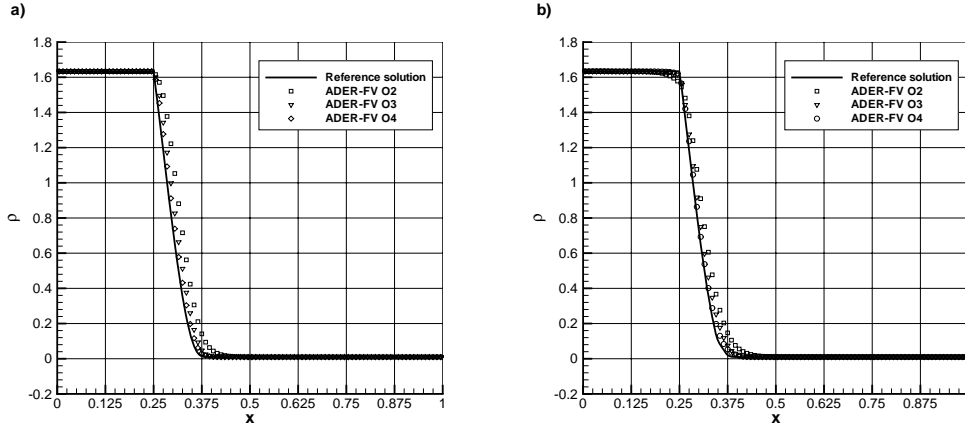 a)
1.8
1.6
1.4
1.2
1
0.8
0.6
0.4
0.2
0
-0.2
ρ
Reference solution
ADER-FV O2
ADER-FV O3
ADER-FV O4
0 0.125 0.25 0.375 0.5 0.625 0.75 0.875 1
x
b)
1.8
1.6
1.4
1.2
1
0.8
0.6
0.4
0.2
0
-0.2
ρ
Reference solution
ADER-FV O2
ADER-FV O3
ADER-FV O4
0 0.125 0.25 0.375 0.5 0.625 0.75 0.875
x